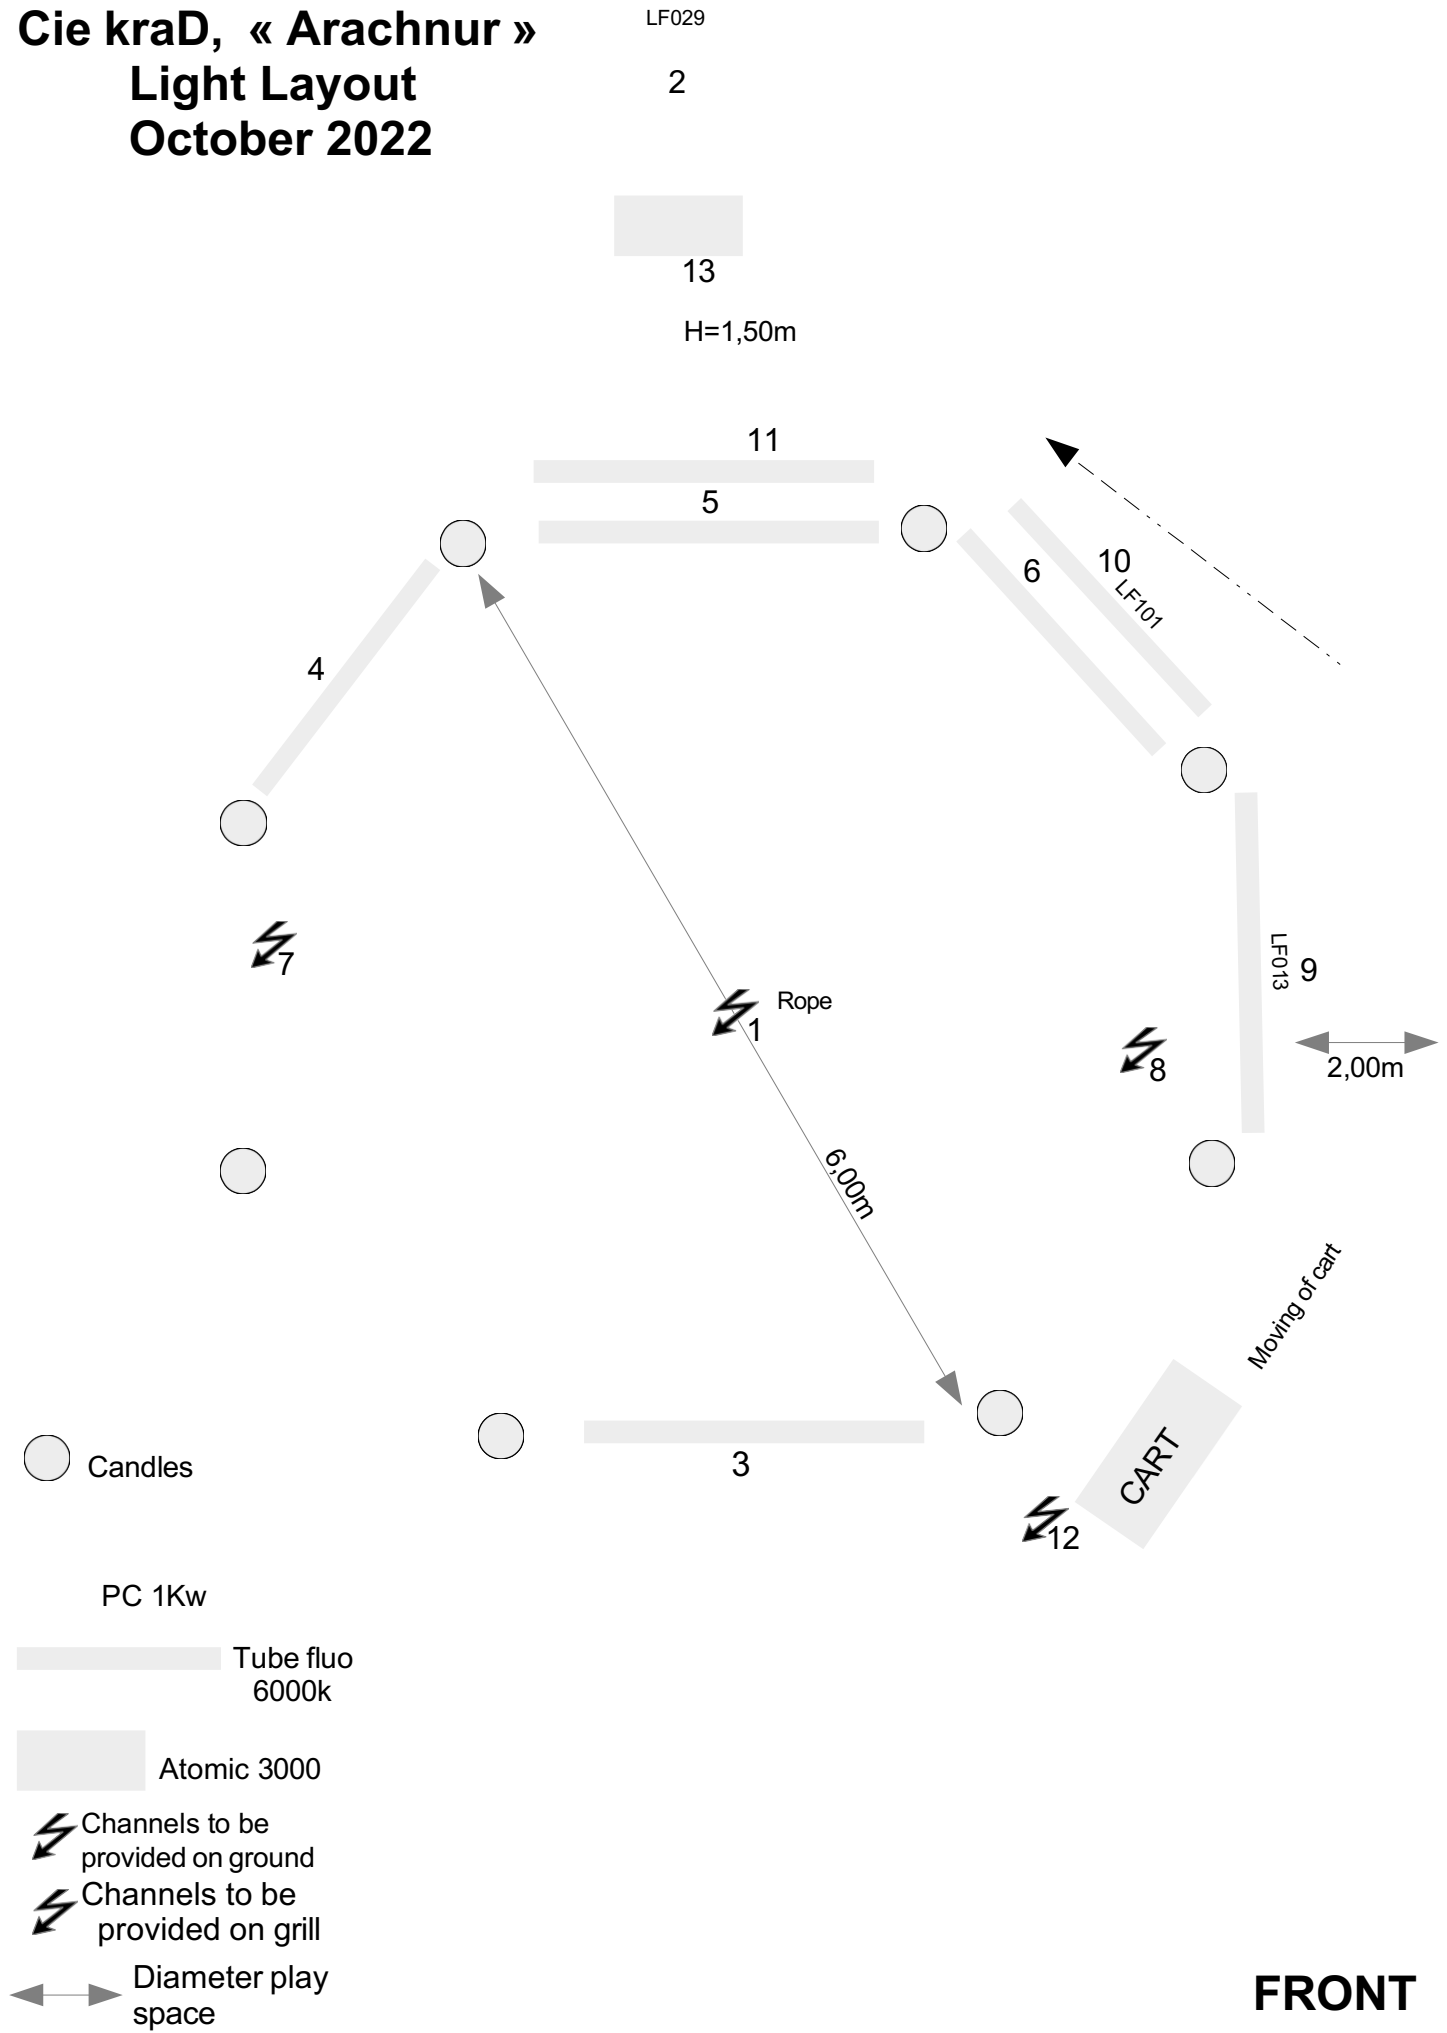 Cie kraD, « Arachnur »
Light Layout
October 2022
LF029
2
13
H=1,50m
11
5
6
10
LF101
4
7
Rope
1
LF013
9
8
2,00m
6,00m
Moving of cart
CART
3
12
Candles
PC 1Kw
Tube fluo
6000k
Atomic 3000
Channels to be
provided on ground
Channels to be
provided on grill
Diameter play
space
FRONT